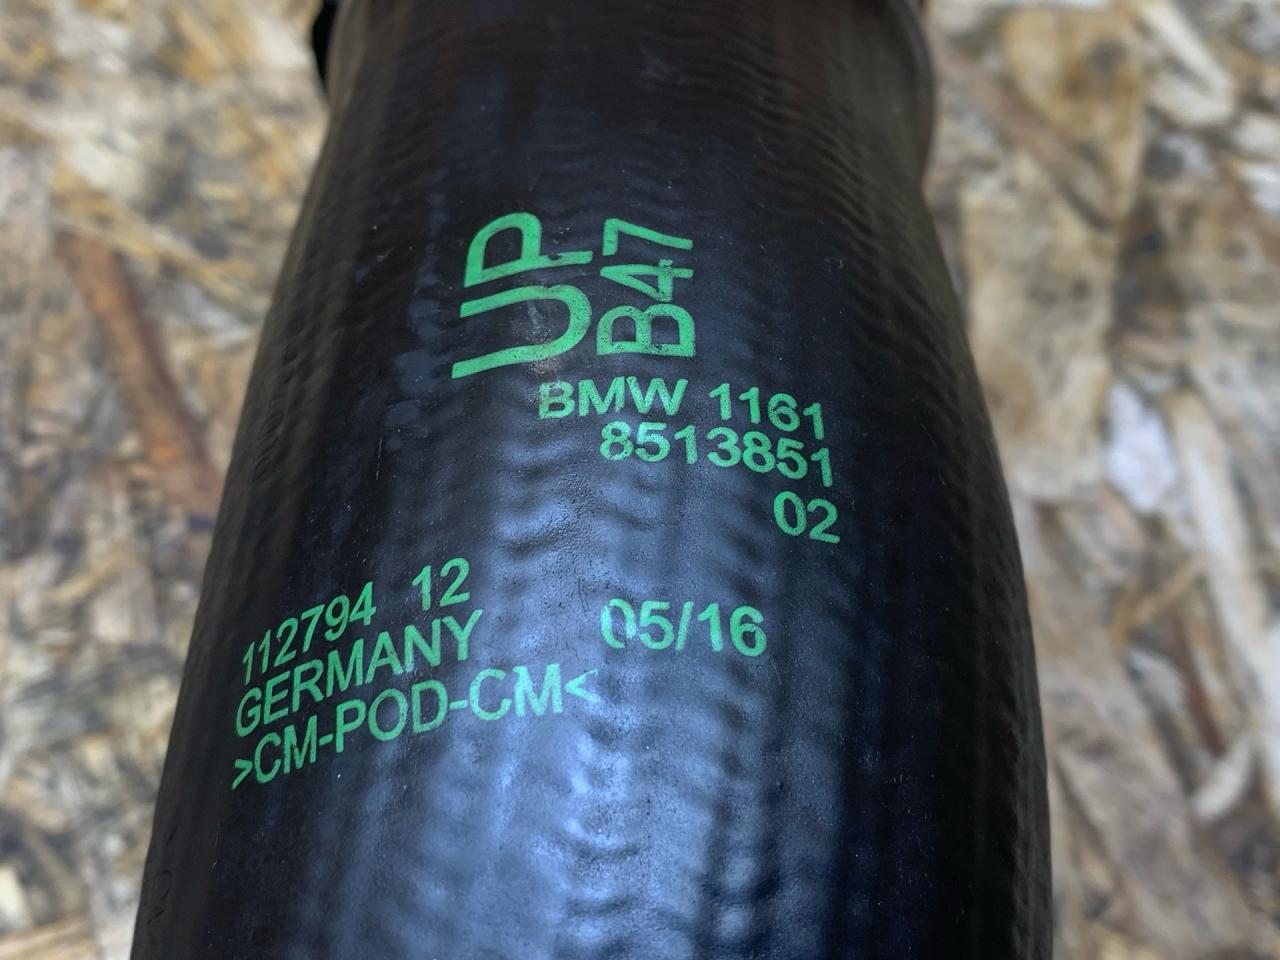 UP
B47
BMW 1161
8513851
02
112794 12
GERMANY 05/16
>CM-POD-CM<